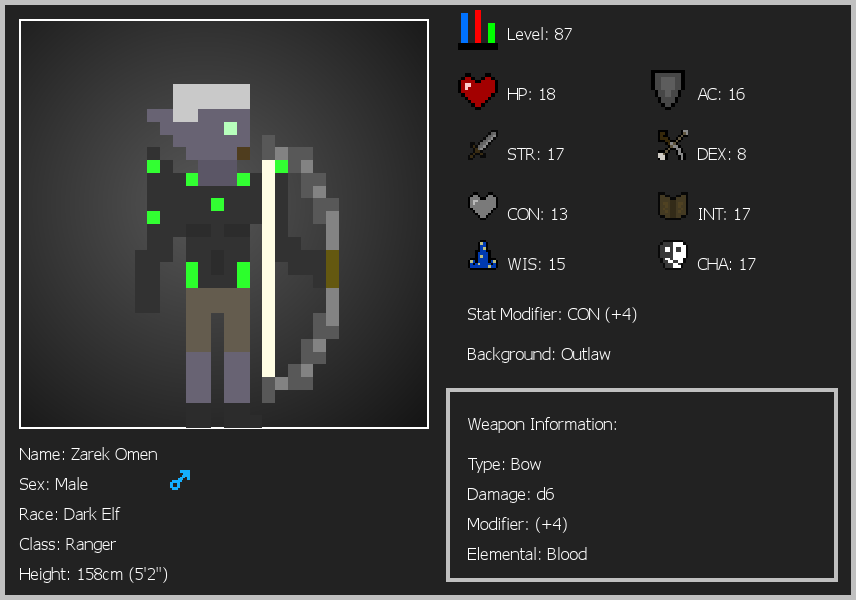 Level: 87
HP: 18
AC: 16
STR: 17
DEX: 8
CON: 13
INT: 17
WIS: 15
CHA: 17
Stat Modifier: CON (+4)
Background: Outlaw
Weapon Information:
Type: Bow
Damage: d6
Modifier: (+4)
Elemental: Blood
Name: Zarek Omen
Sex: Male
Race: Dark Elf
Class: Ranger
Height: 158cm (5'2")